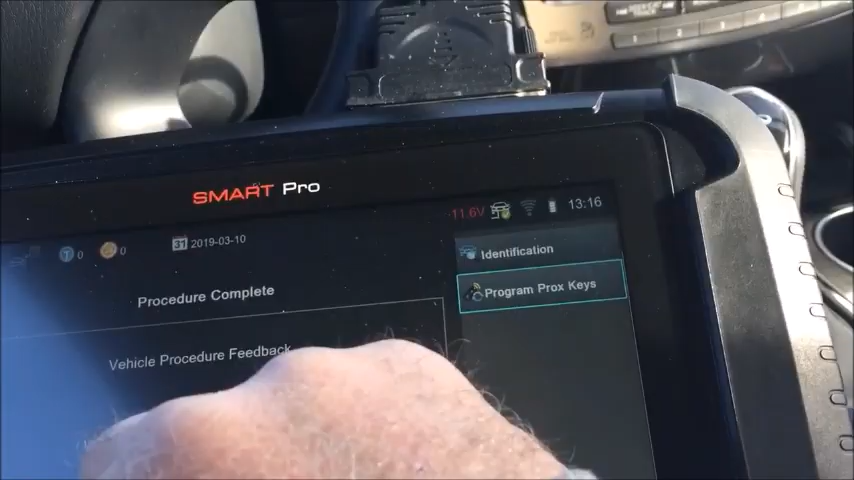 SMART Pro
11.6V 13:16
0 0 31 2019-03-10
Identification
Procedure Complete
Program Prox Keys
Vehicle Procedure Feedback